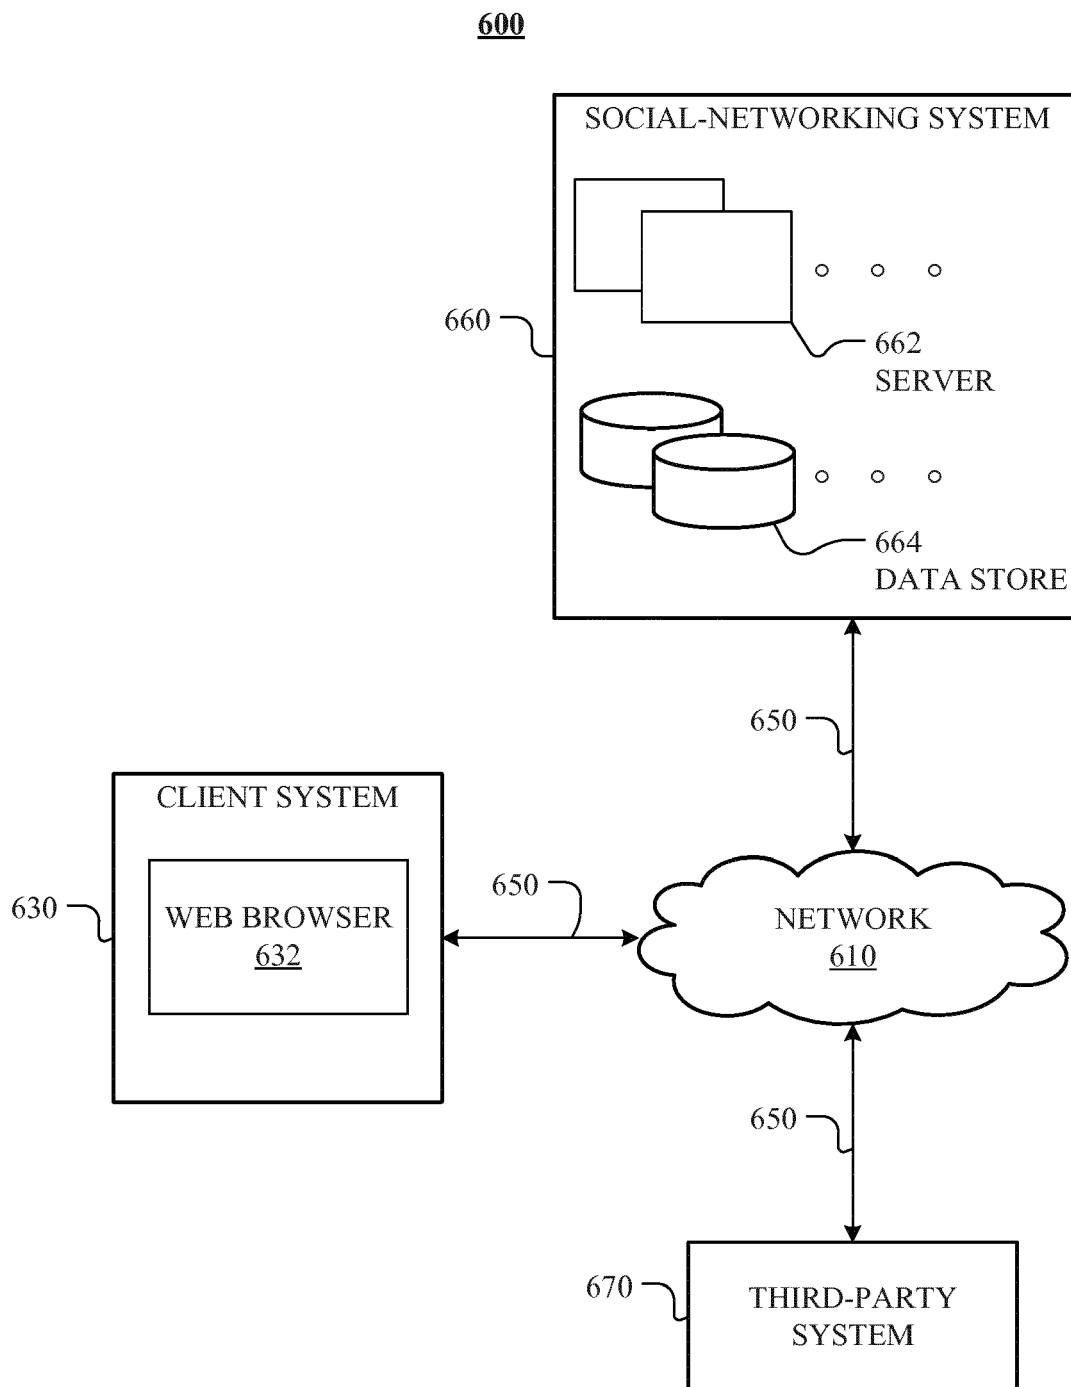 600
SOCIAL-NETWORKING SYSTEM
660
662
SERVER
664
DATA STORE
650
CLIENT SYSTEM
630
WEB BROWSER
632
650
NETWORK
610
650
670
THIRD-PARTY
SYSTEM